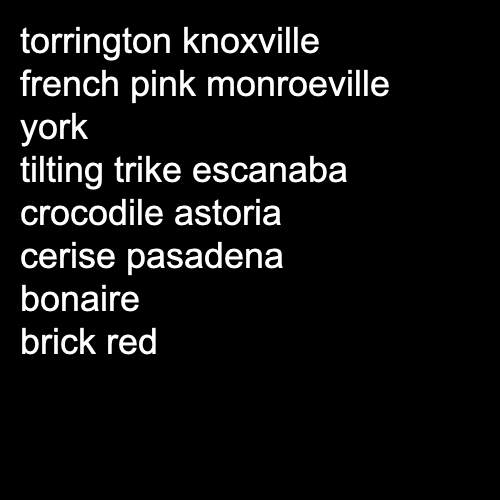 torrington knoxville
french pink monroeville
york
tilting trike escanaba
crocodile astoria
cerise pasadena
bonaire
brick red